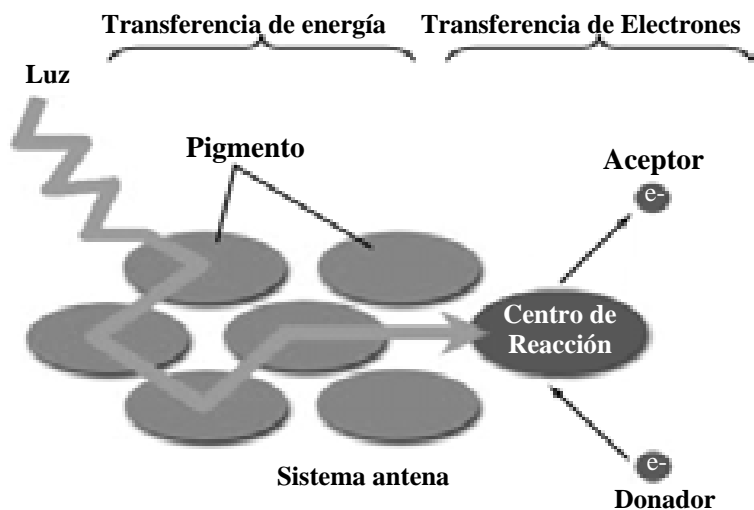 Transferencia de energía
Transferencia de Electrones
Luz
Pigmento
Aceptor
e-
Centro de
Reacción
e-
Sistema antena
Donador